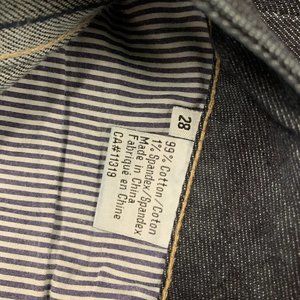 28
99% Cotton/Coton
1% Spandex/Spandex
Made in China
Fabriqué en Chine
CA#11319